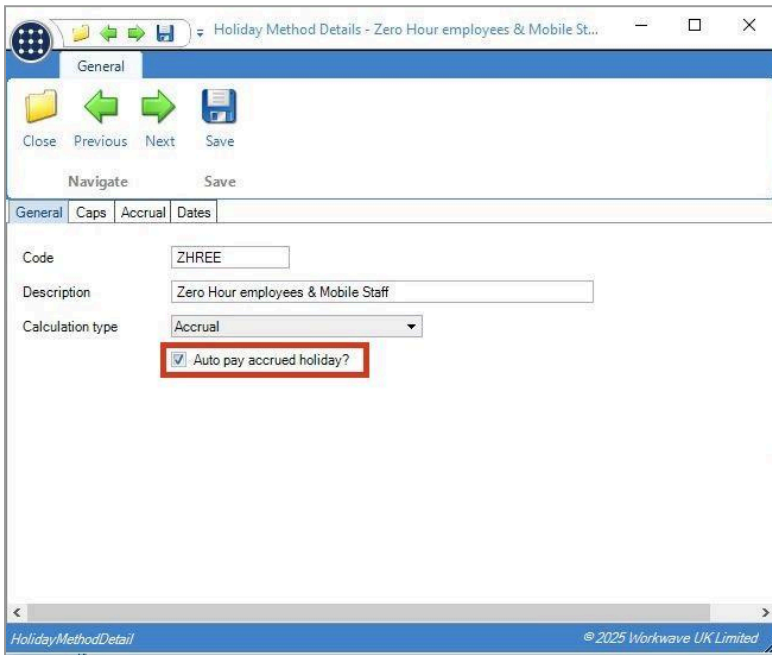 Holiday Method Details - Zero Hour employees & Mobile St...
General
Close Previous Next Save
Navigate Save
General Caps Accrual Dates
Code ZHREE
Description Zero Hour employees & Mobile Staff
Calculation type Accrual
Auto pay accrued holiday?
HolidayMethodDetail © 2025 Workwave UK Limited